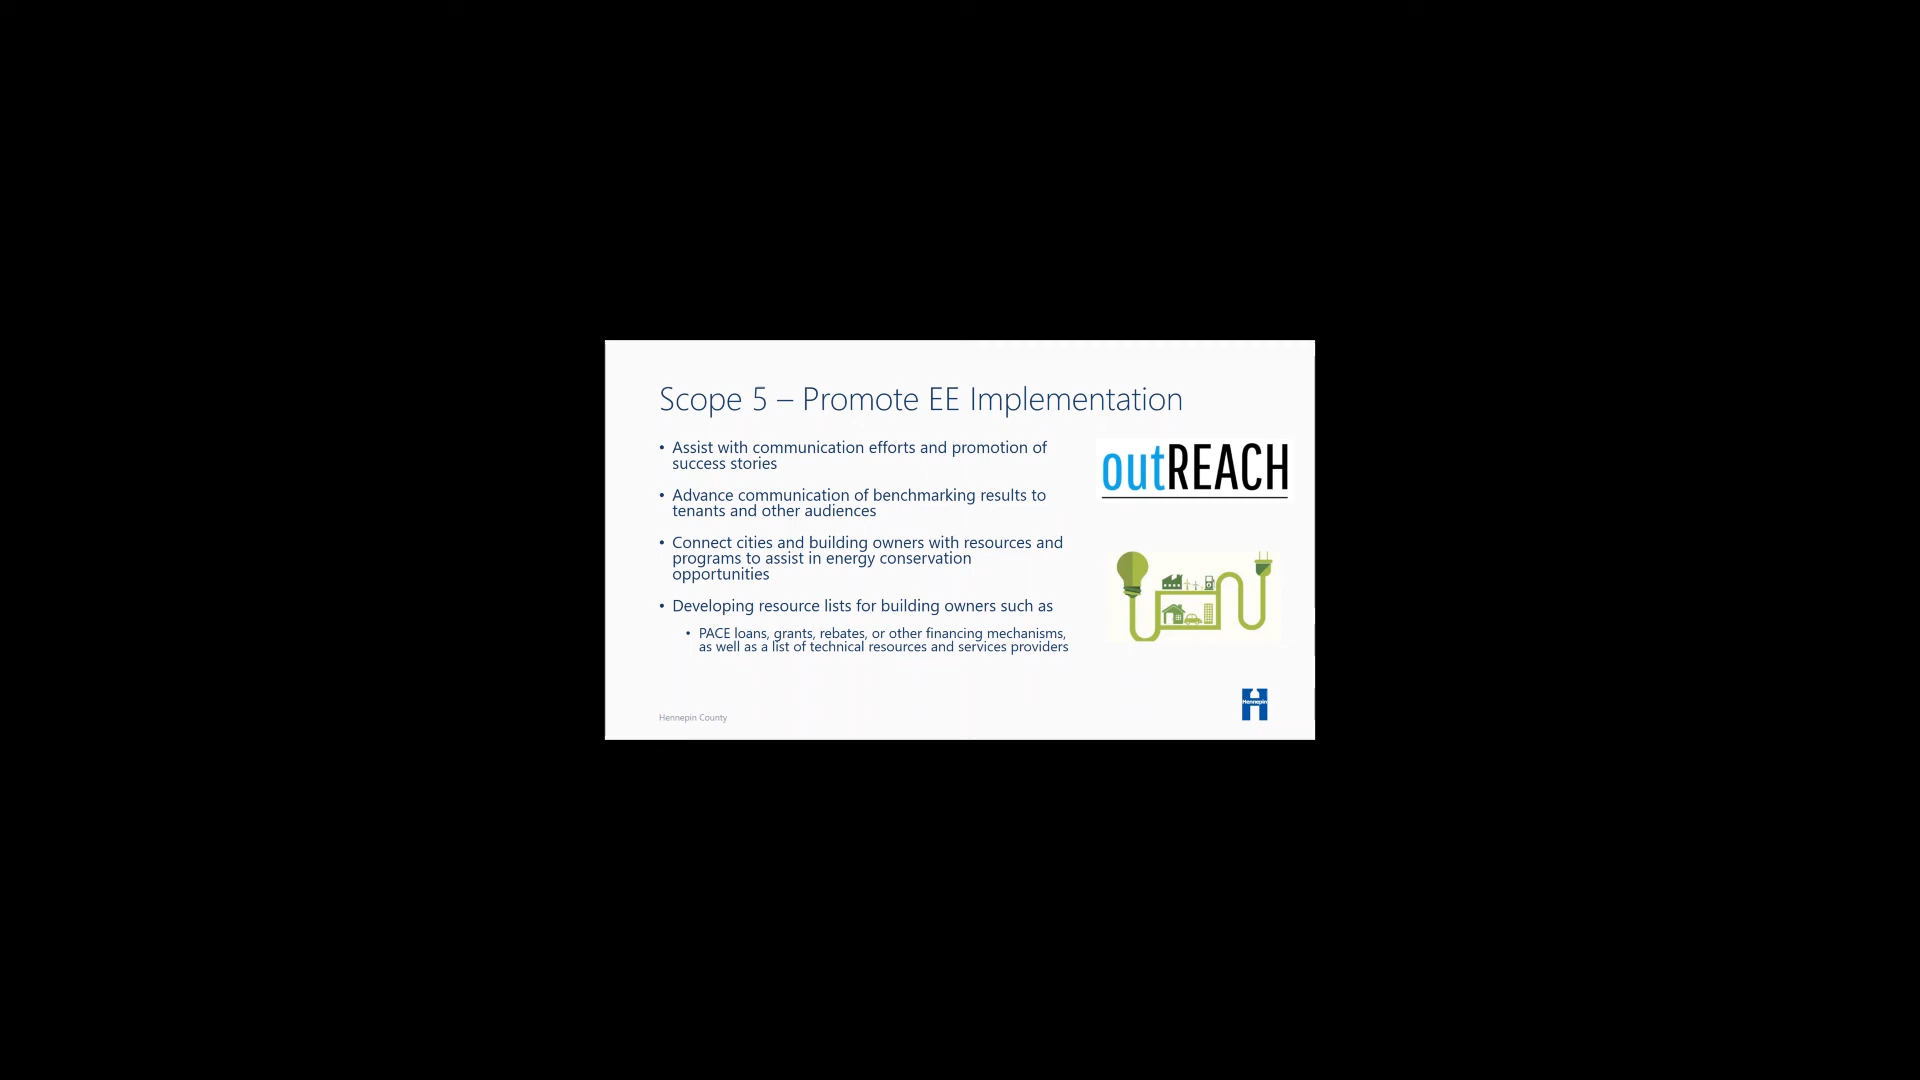 Scope 5 – Promote EE Implementation
• Assist with communication efforts and promotion of
success stories
• Advance communication of benchmarking results to
tenants and other audiences
• Connect cities and building owners with resources and
programs to assist in energy conservation
opportunities
• Developing resource lists for building owners such as
• PACE loans, grants, rebates, or other financing mechanisms,
as well as a list of technical resources and services providers
outREACH
Hennepin
Hennepin County